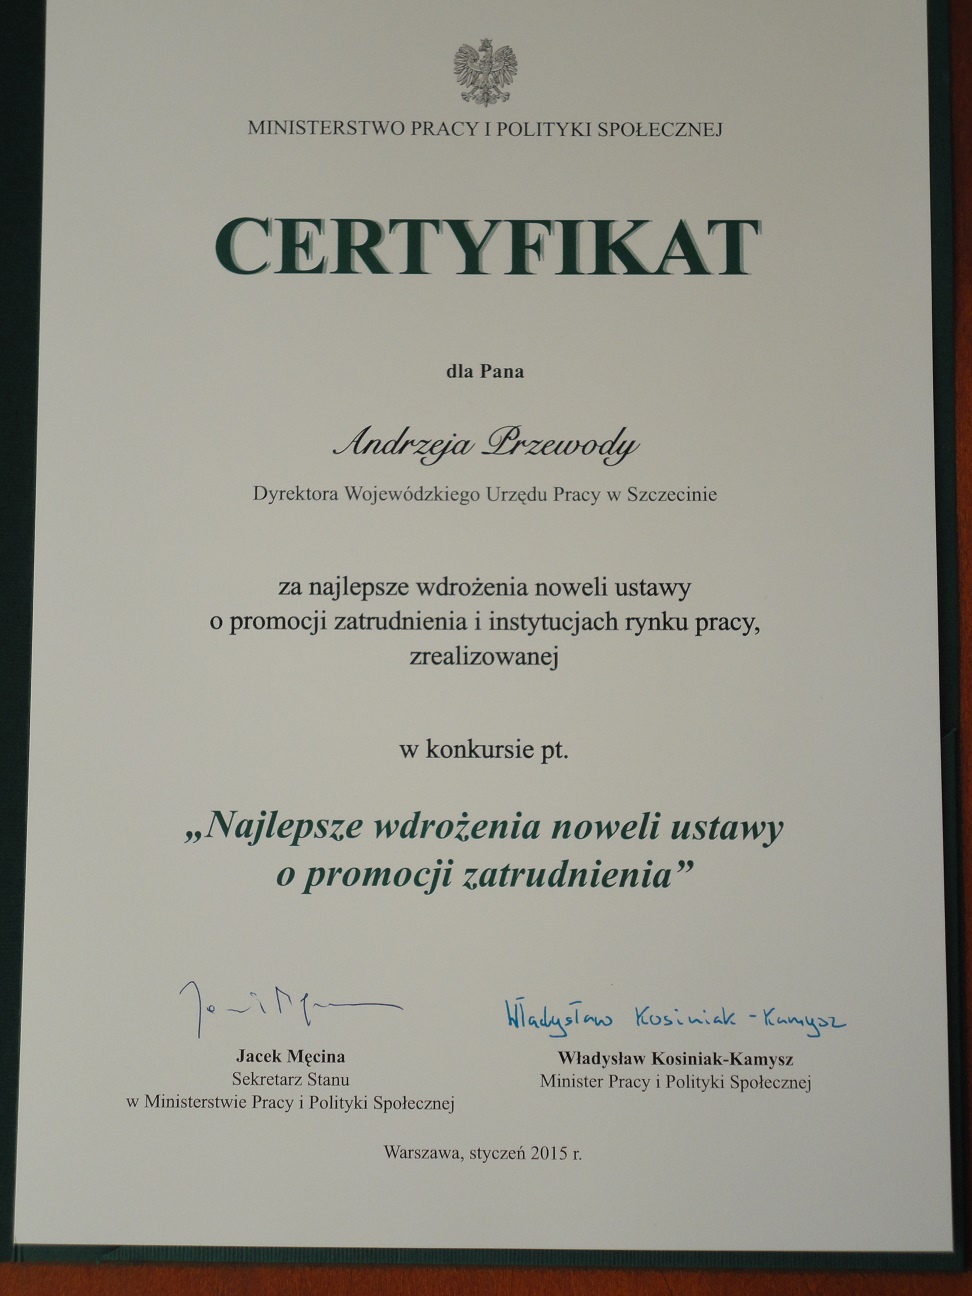 MINISTERSTWO PRACY I POLITYKI SPOŁECZNEJ
CERTYFIKAT
dla Pana
Andrzeja Przewody
Dyrektora Wojewódzkiego Urzędu Pracy w Szczecinie
za najlepsze wdrożenia noweli ustawy
o promocji zatrudnienia i instytucjach rynku pracy,
zrealizowanej
w konkursie pt.
„Najlepsze wdrożenia noweli ustawy
o promocji zatrudnienia”
Władysław Kosiniak-Kamysz
Jacek Męcina
Sekretarz Stanu
w Ministerstwie Pracy i Polityki Społecznej
Władysław Kosiniak-Kamysz
Minister Pracy i Polityki Społecznej
Warszawa, styczeń 2015 r.